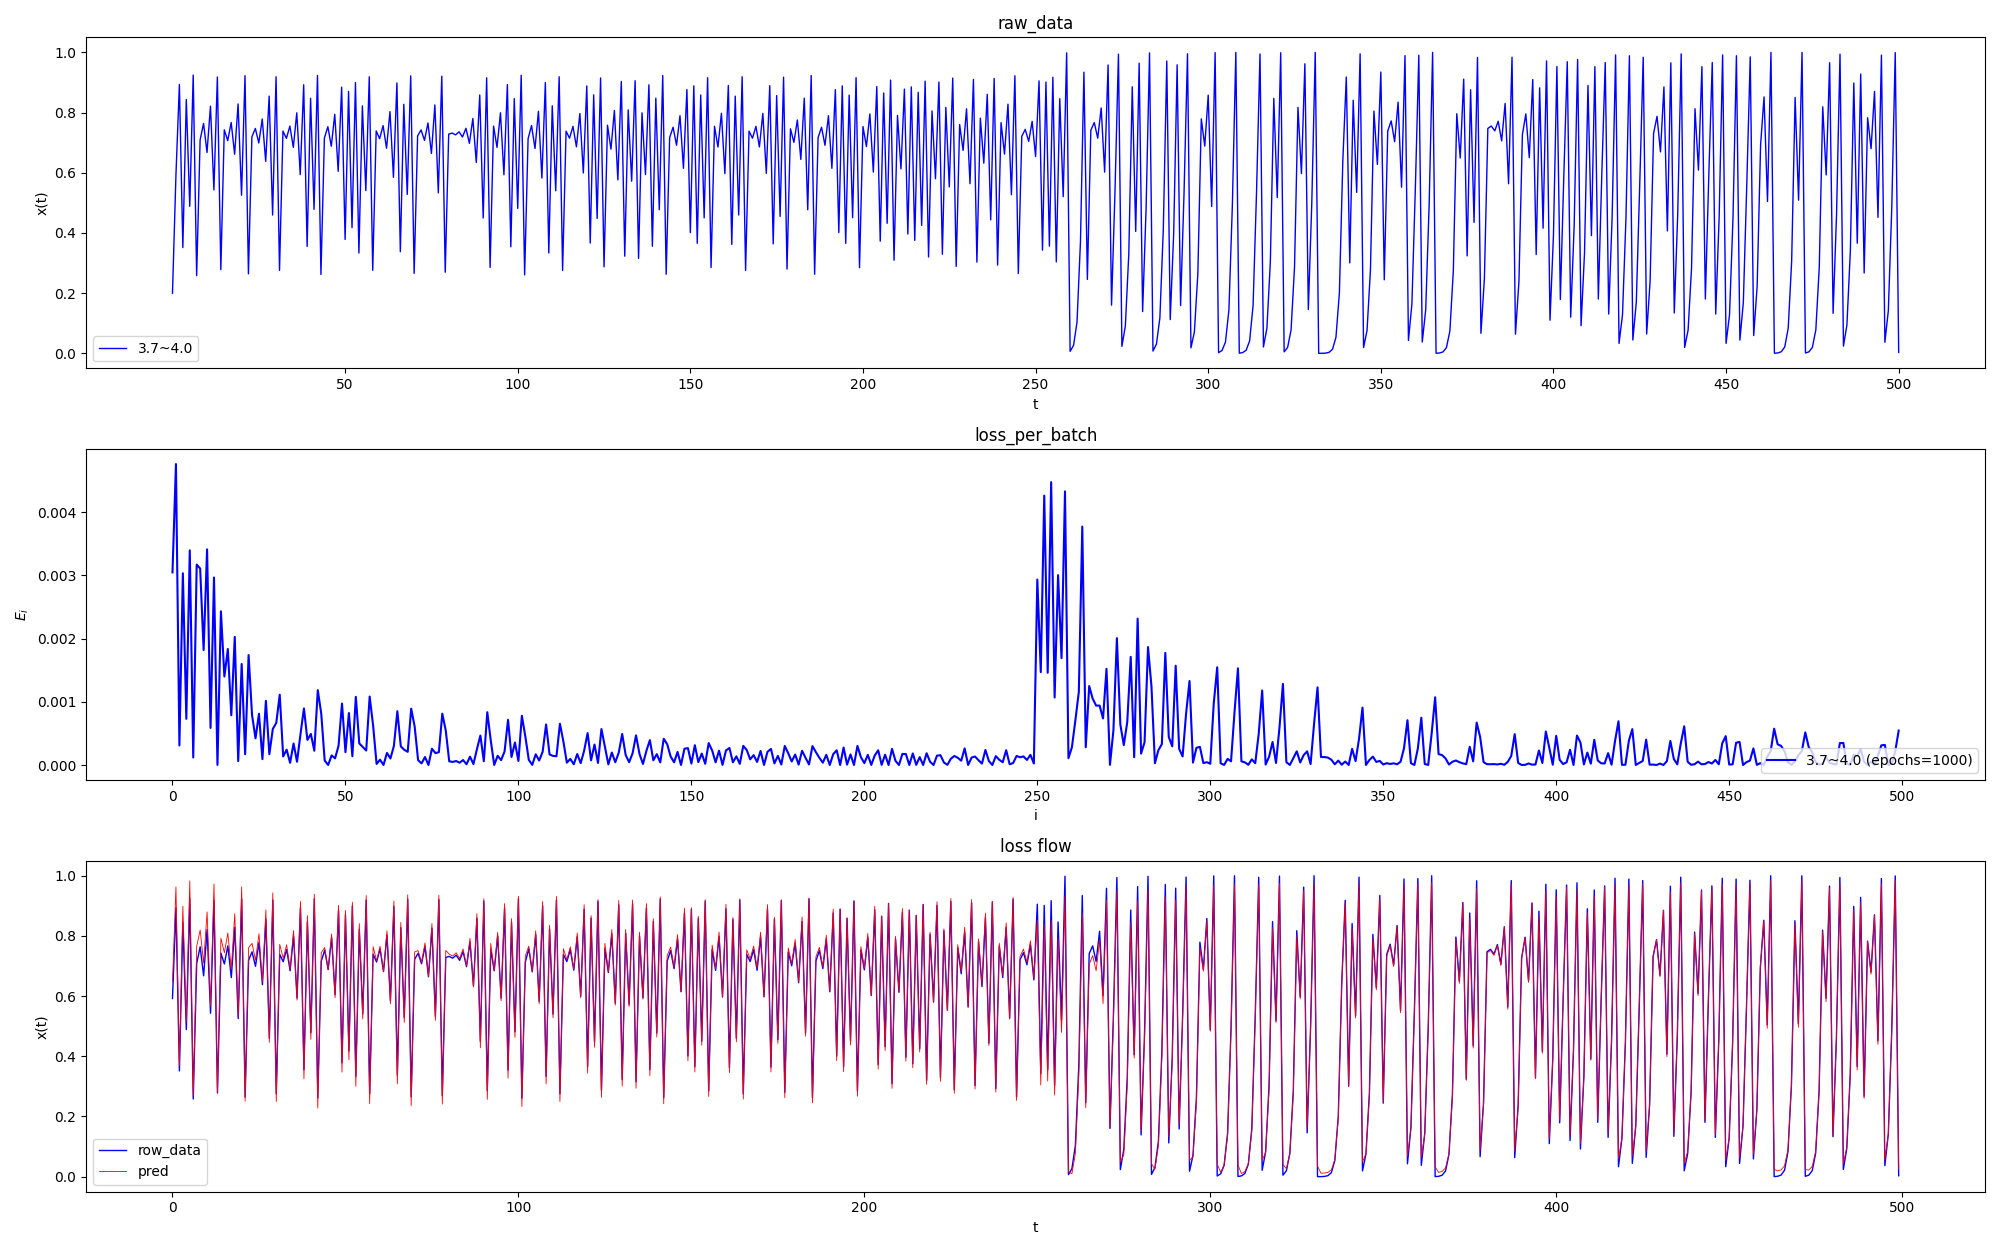 raw_data
1.0
0.8
0.6
0.4
0.2
0.0
x(t)
3.7~4.0
50 100 150 200 250 300 350 400 450 500
t
loss_per_batch
0.004
0.003
0.002
0.001
0.000
E_i
3.7~4.0 (epochs=1000)
0 50 100 150 200 250 300 350 400 450 500
i
loss flow
1.0
0.8
0.6
0.4
0.2
0.0
x(t)
row_data
pred
0 100 200 300 400 500
t